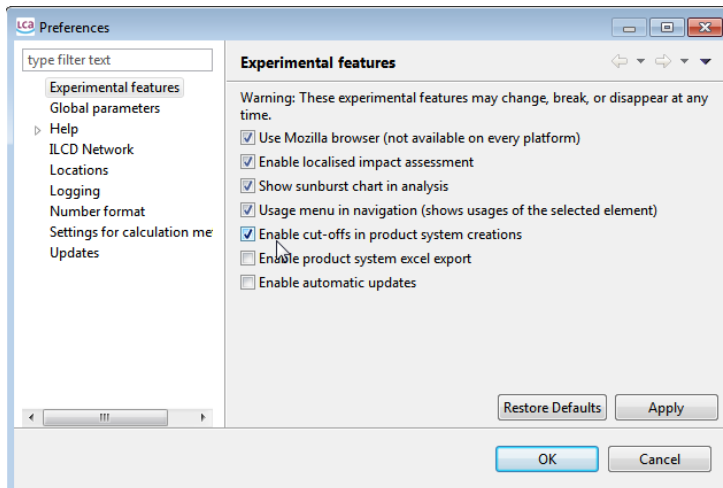 LCA Preferences
type filter text
Experimental features
Global parameters
Help
ILCD Network
Locations
Logging
Number format
Settings for calculation me
Updates
Experimental features
Warning: These experimental features may change, break, or disappear at any
time.
Use Mozilla browser (not available on every platform)
Enable localised impact assessment
Show sunburst chart in analysis
Usage menu in navigation (shows usages of the selected element)
Enable cut-offs in product system creations
Enable product system excel export
Enable automatic updates
Restore Defaults Apply
OK Cancel